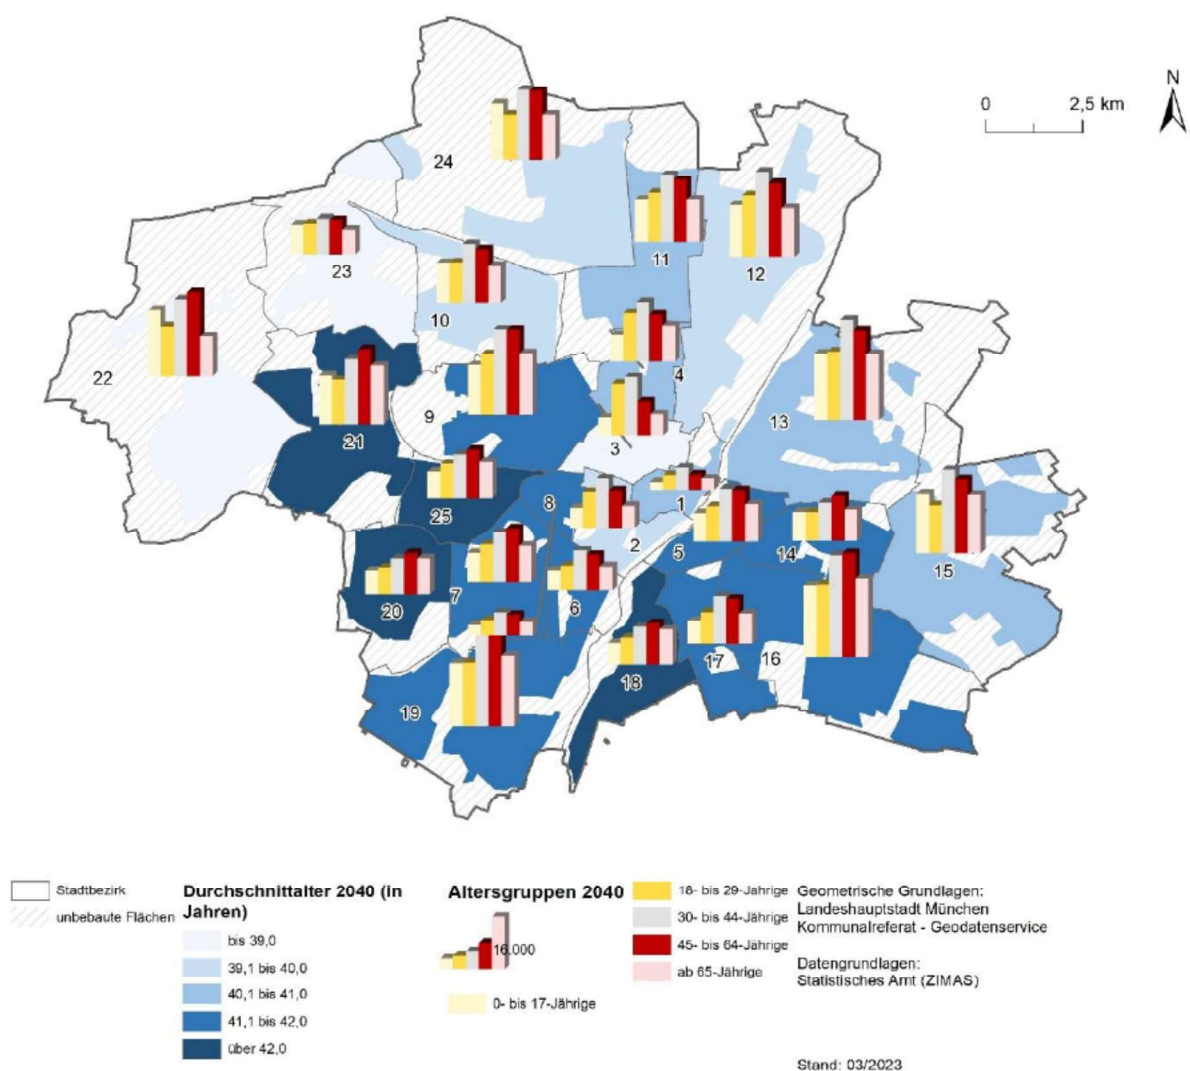 N
0 2,5 km
24
11
12
23
10
22
4
9
13
3
21
1
25
8
2
5
14
15
20
7
6
17
16
18
19
Stadtbezirk
unbebaute Flächen
Durchschnittalter 2040 (in
Jahren)
bis 39,0
39,1 bis 40,0
40,1 bis 41,0
41,1 bis 42,0
über 42,0
Altersgruppen 2040
16.000
0- bis 17-Jährige
18- bis 29-Jährige
30- bis 44-Jährige
45- bis 64-Jährige
ab 65-Jährige
Geometrische Grundlagen:
Landeshauptstadt München
Kommunalreferat - Geodatenservice
Datengrundlagen:
Statistisches Amt (ZIMAS)
Stand: 03/2023